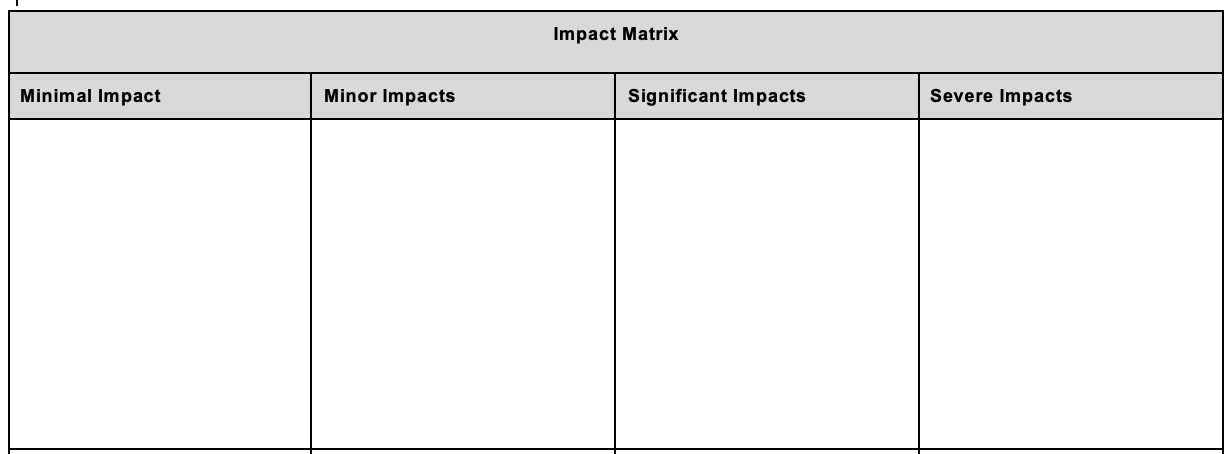 Impact Matrix
Minimal Impact
Minor Impacts
Significant Impacts
Severe Impacts